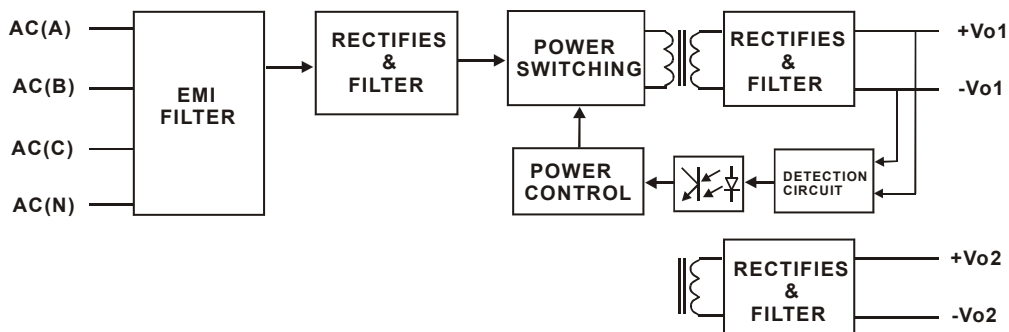 AC(A)
AC(B)
AC(C)
AC(N)
EMI
FILTER
RECTIFIES
&
FILTER
POWER
SWITCHING
RECTIFIES
&
FILTER
+Vo1
-Vo1
POWER
CONTROL
DETECTION
CIRCUIT
RECTIFIES
&
FILTER
+Vo2
-Vo2